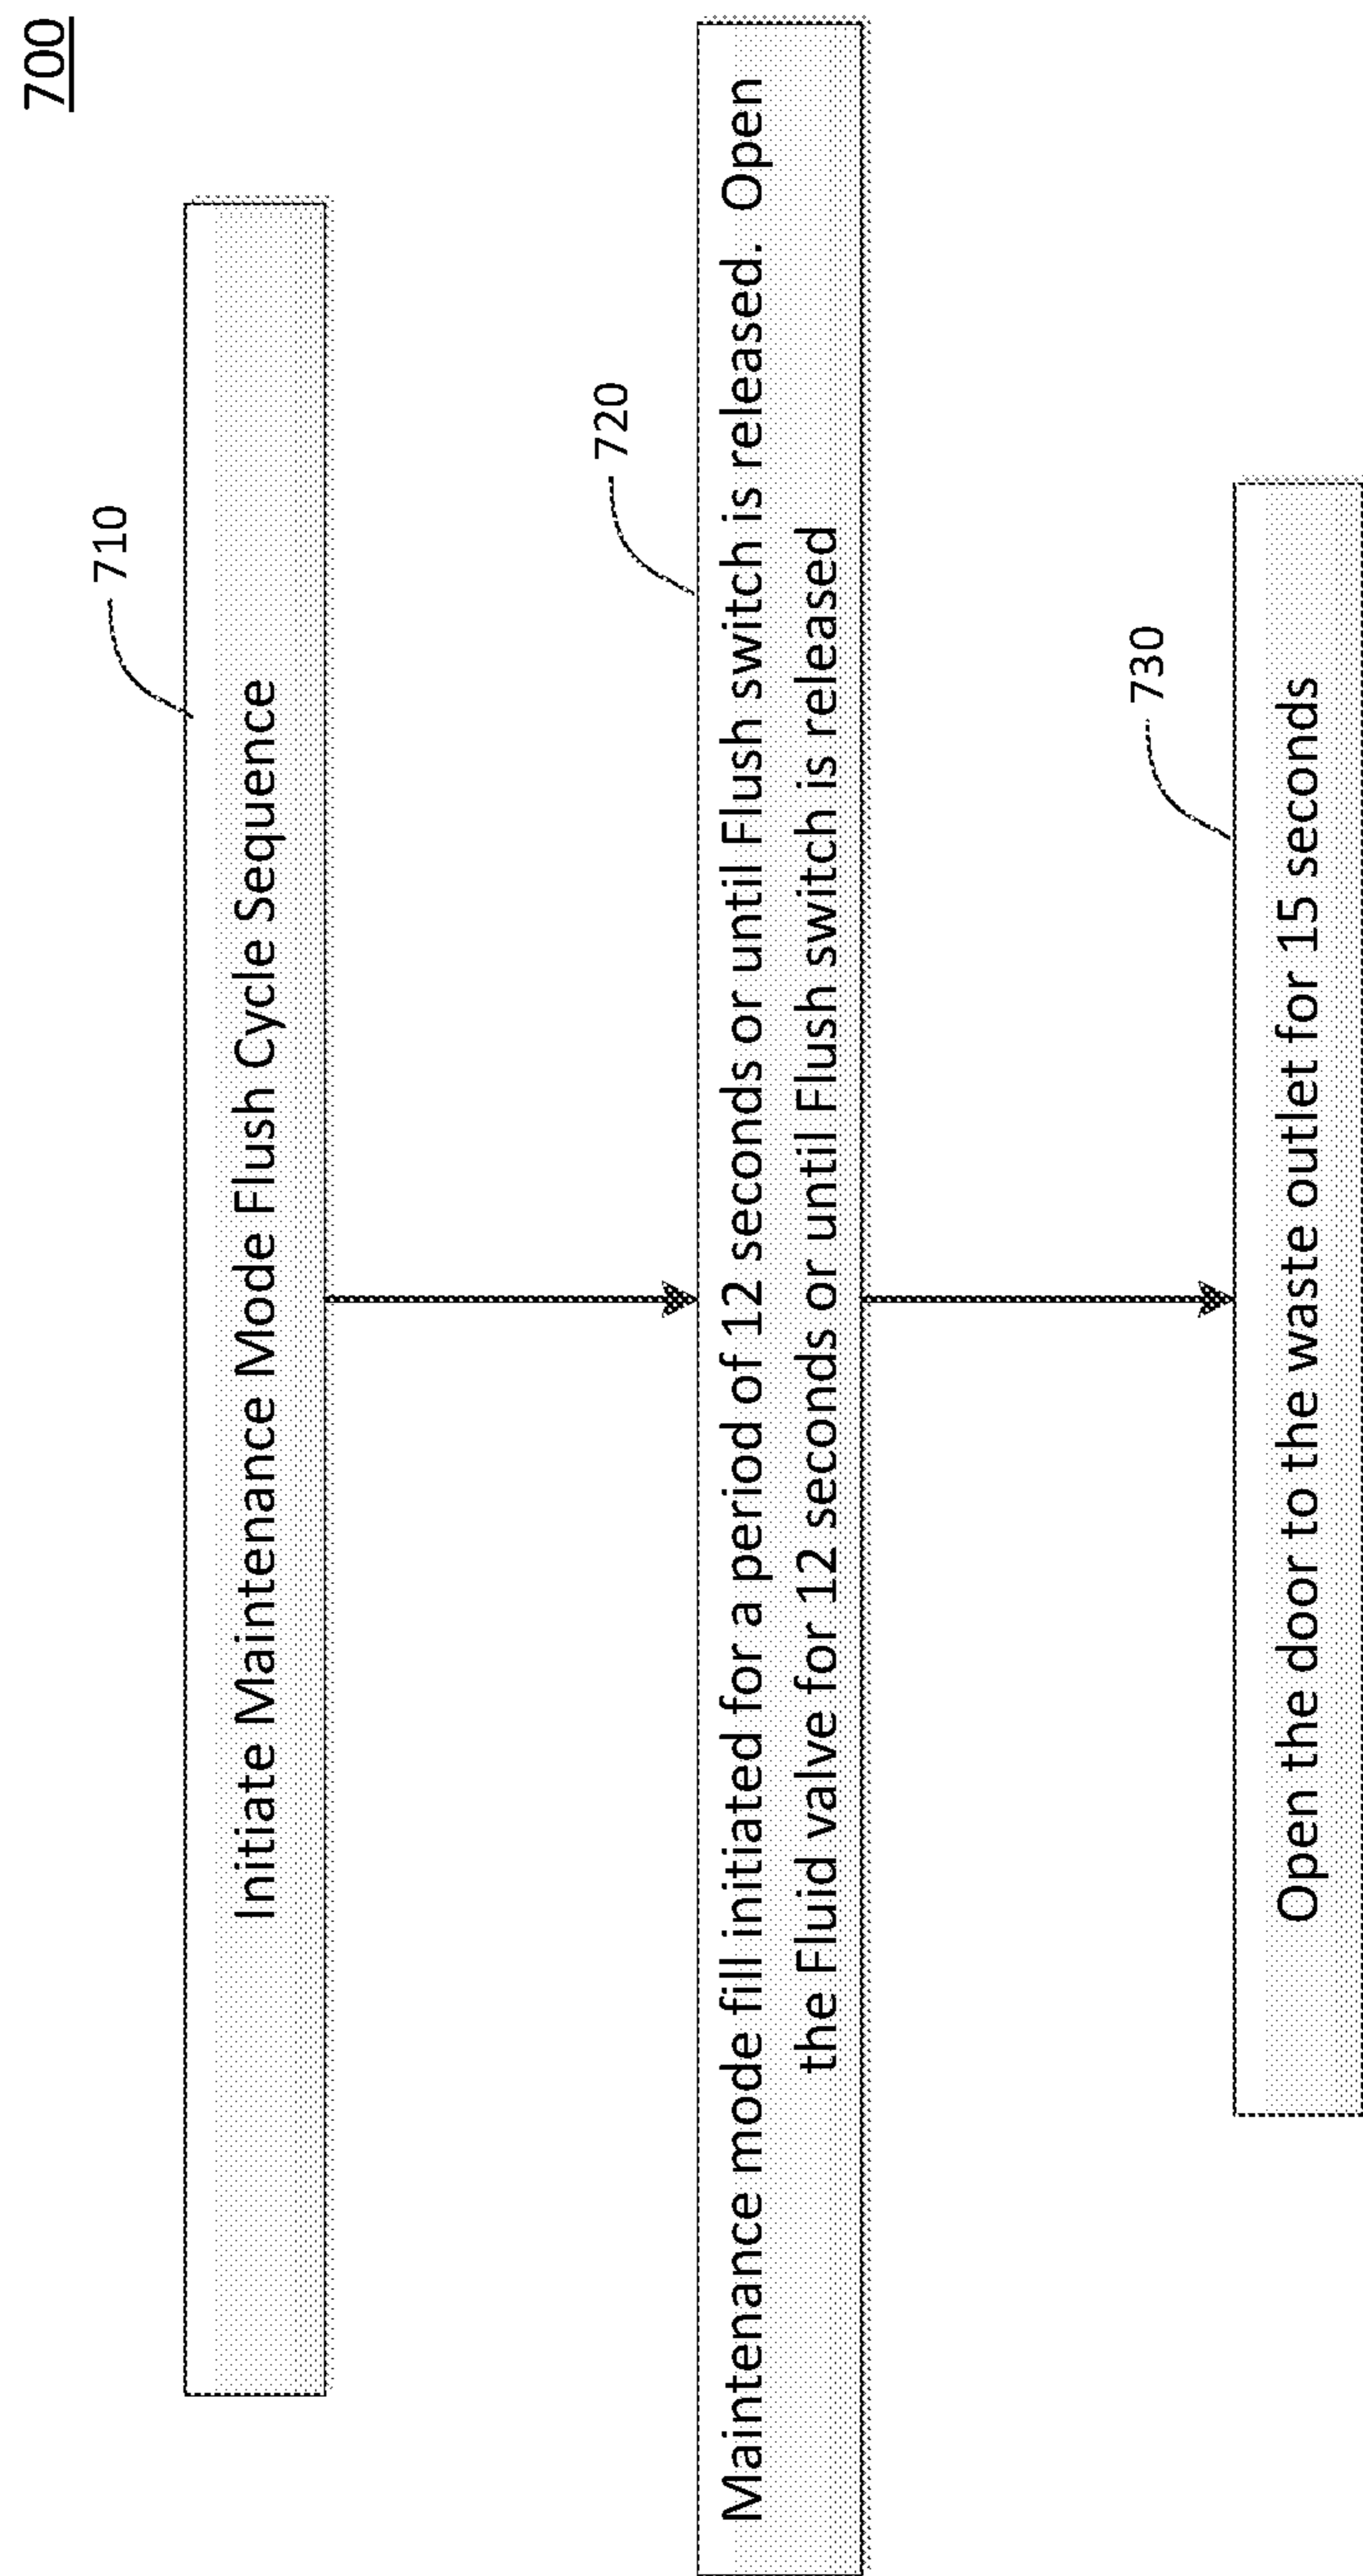 700
710
Initiate Maintenance Mode Flush Cycle Sequence
720
Maintenance mode fill initiated for a period of 12 seconds or until Flush switch is released. Open
the Fluid valve for 12 seconds or until Flush switch is released
730
Open the door to the waste outlet for 15 seconds